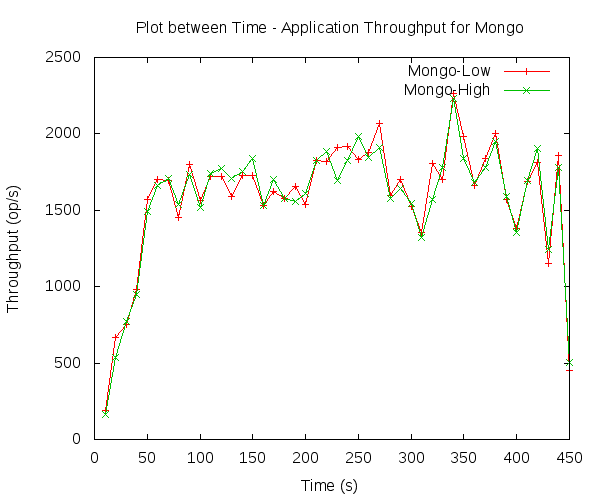 Plot between Time - Application Throughput for Mongo
2500
Mongo-Low
Mongo-High
2000
1500
1000
500
0
Throughput (op/s)
0 50 100 150 200 250 300 350 400 450
Time (s)